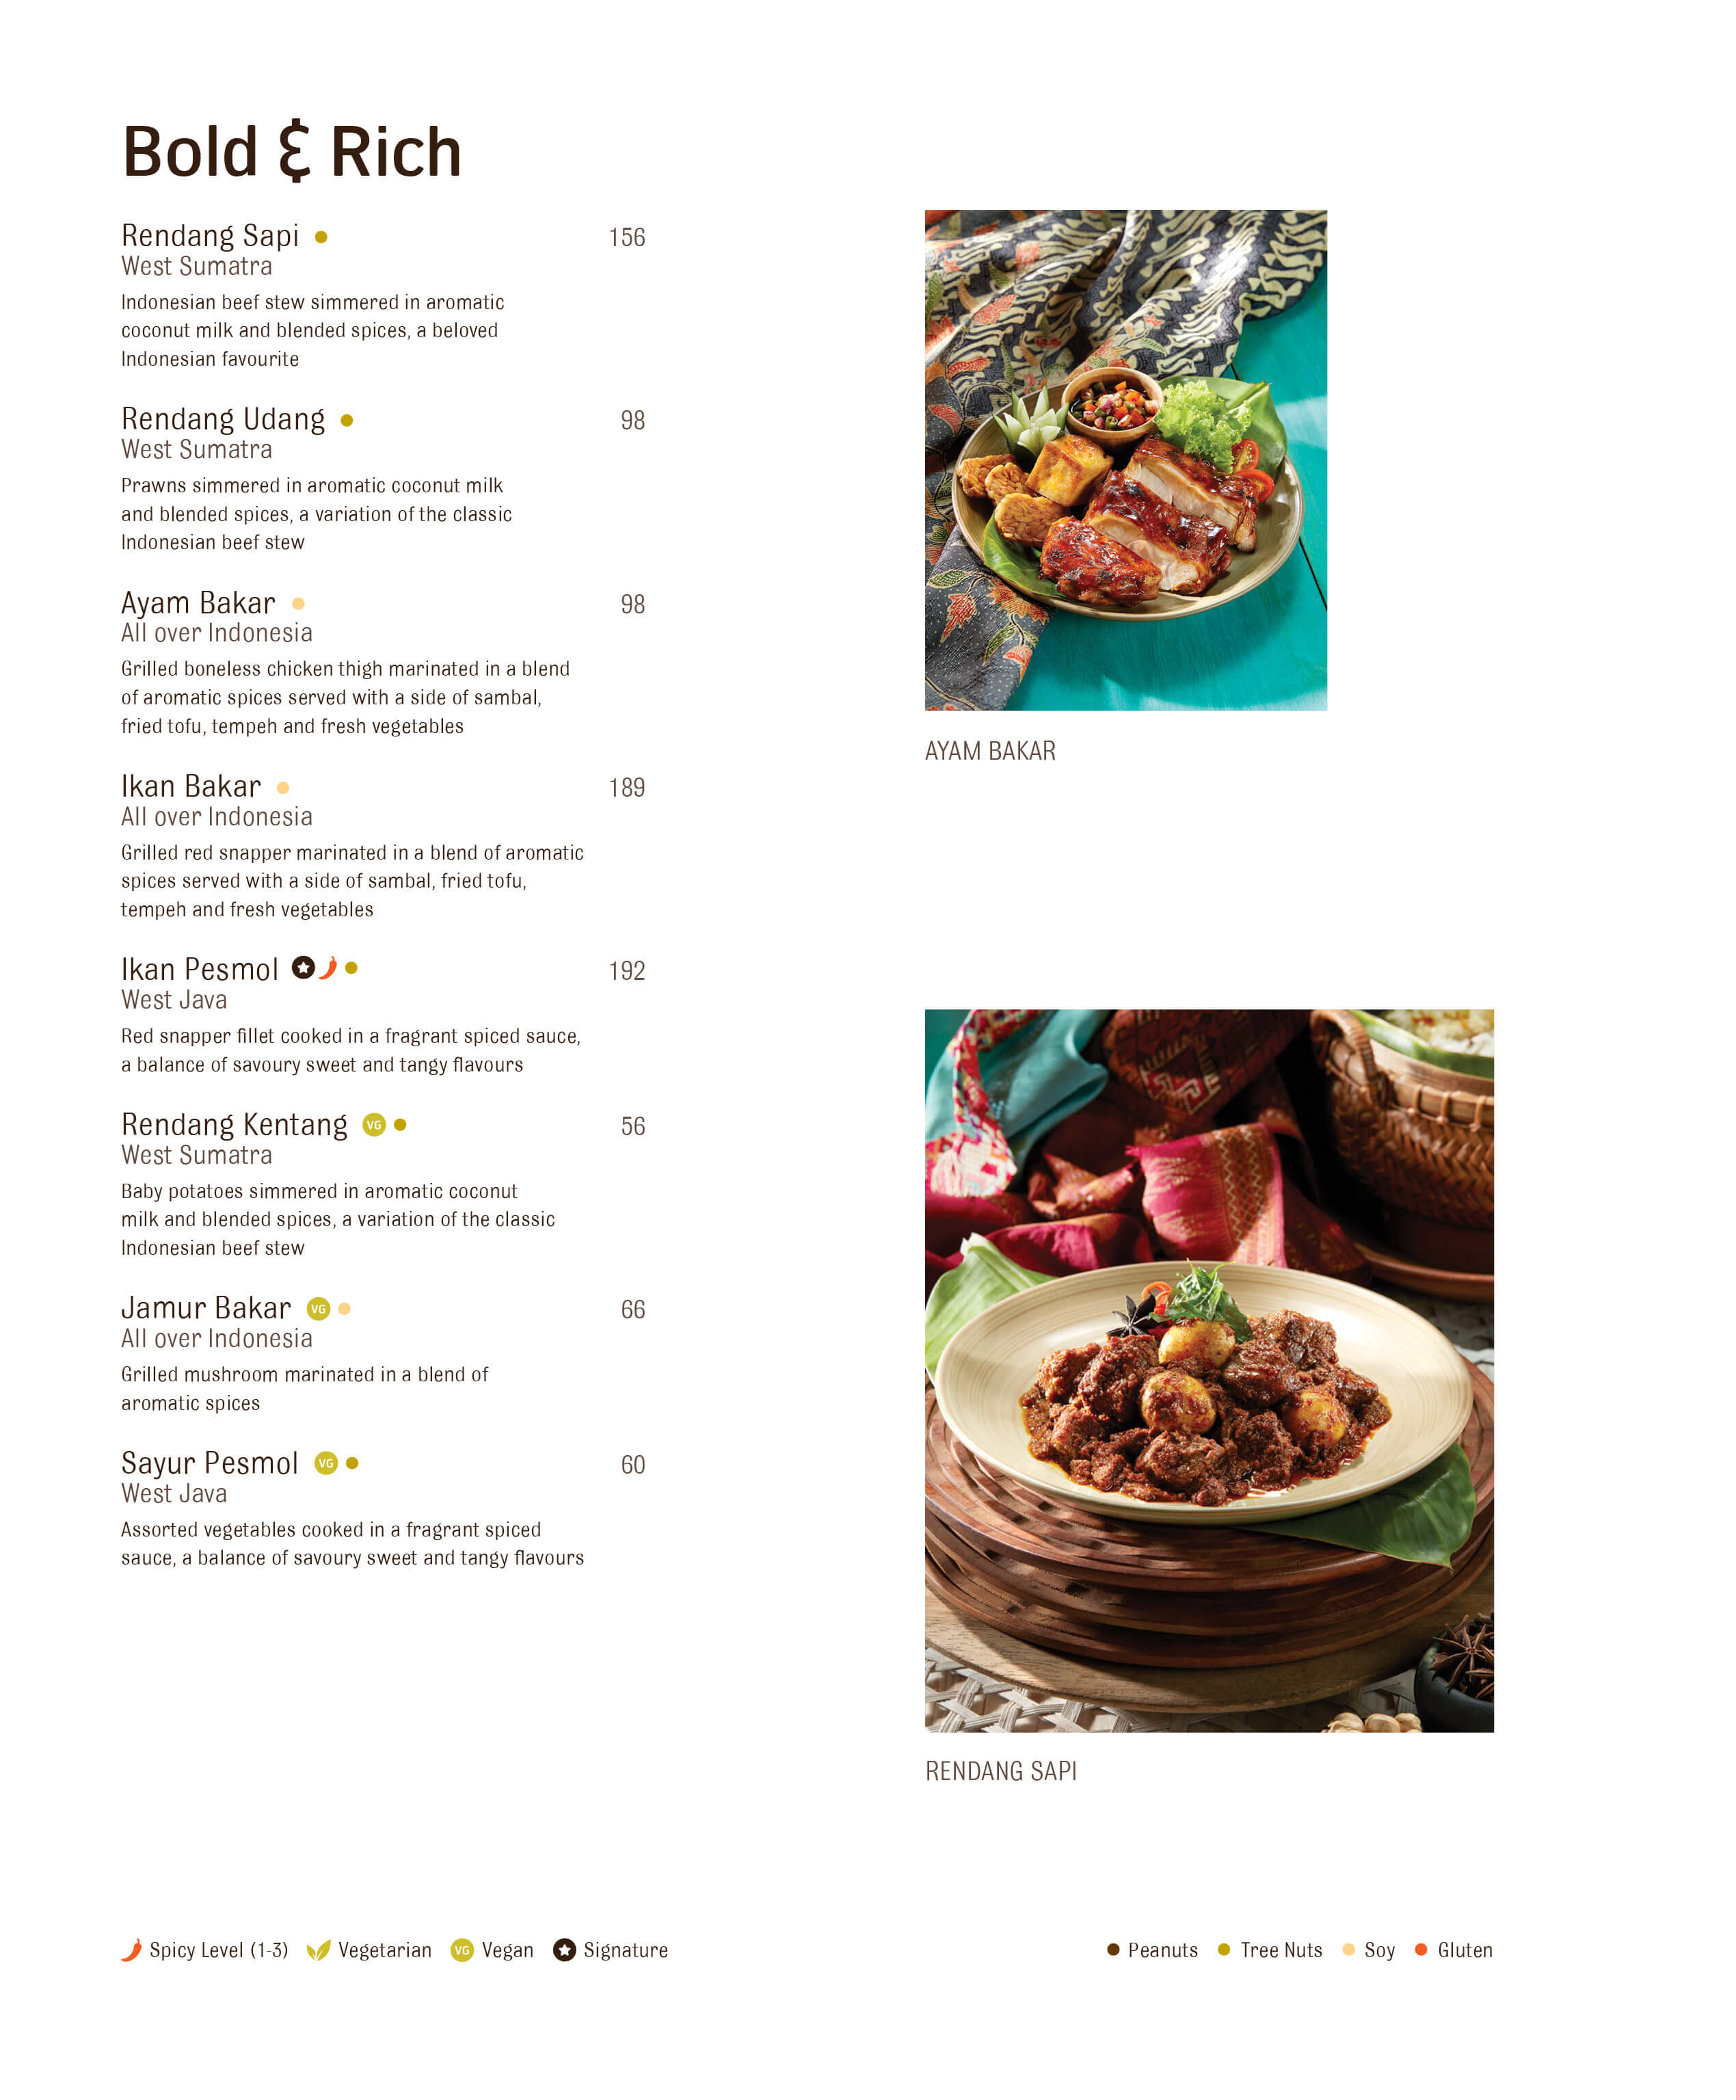 Bold & Rich
Rendang Sapi 156
West Sumatra
Indonesian beef stew simmered in aromatic
coconut milk and blended spices, a beloved
Indonesian favourite
Rendang Udang 98
West Sumatra
Prawns simmered in aromatic coconut milk
and blended spices, a variation of the classic
Indonesian beef stew
Ayam Bakar 98
All over Indonesia
Grilled boneless chicken thigh marinated in a blend
of aromatic spices served with a side of sambal,
fried tofu, tempeh and fresh vegetables
Ikan Bakar 189
All over Indonesia
Grilled red snapper marinated in a blend of aromatic
spices served with a side of sambal, fried tofu,
tempeh and fresh vegetables
Ikan Pesmol 192
West Java
Red snapper fillet cooked in a fragrant spiced sauce,
a balance of savoury sweet and tangy flavours
Rendang Kentang VG 56
West Sumatra
Baby potatoes simmered in aromatic coconut
milk and blended spices, a variation of the classic
Indonesian beef stew
Jamur Bakar VG 66
All over Indonesia
Grilled mushroom marinated in a blend of
aromatic spices
Sayur Pesmol VG 60
West Java
Assorted vegetables cooked in a fragrant spiced
sauce, a balance of savoury sweet and tangy flavours
AYAM BAKAR
RENDANG SAPI
Spicy Level (1-3) Vegetarian VG Vegan Signature
Peanuts Tree Nuts Soy Gluten